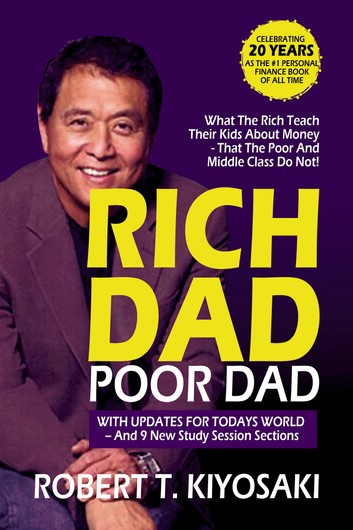 CELEBRATING
20 YEARS
AS THE #1 PERSONAL
FINANCE BOOK
OF ALL TIME
What The Rich Teach
Their Kids About Money
- That The Poor And
Middle Class Do Not!
RICH
DAD
POOR DAD
WITH UPDATES FOR TODAYS WORLD
– And 9 New Study Session Sections
ROBERT T. KIYOSAKI